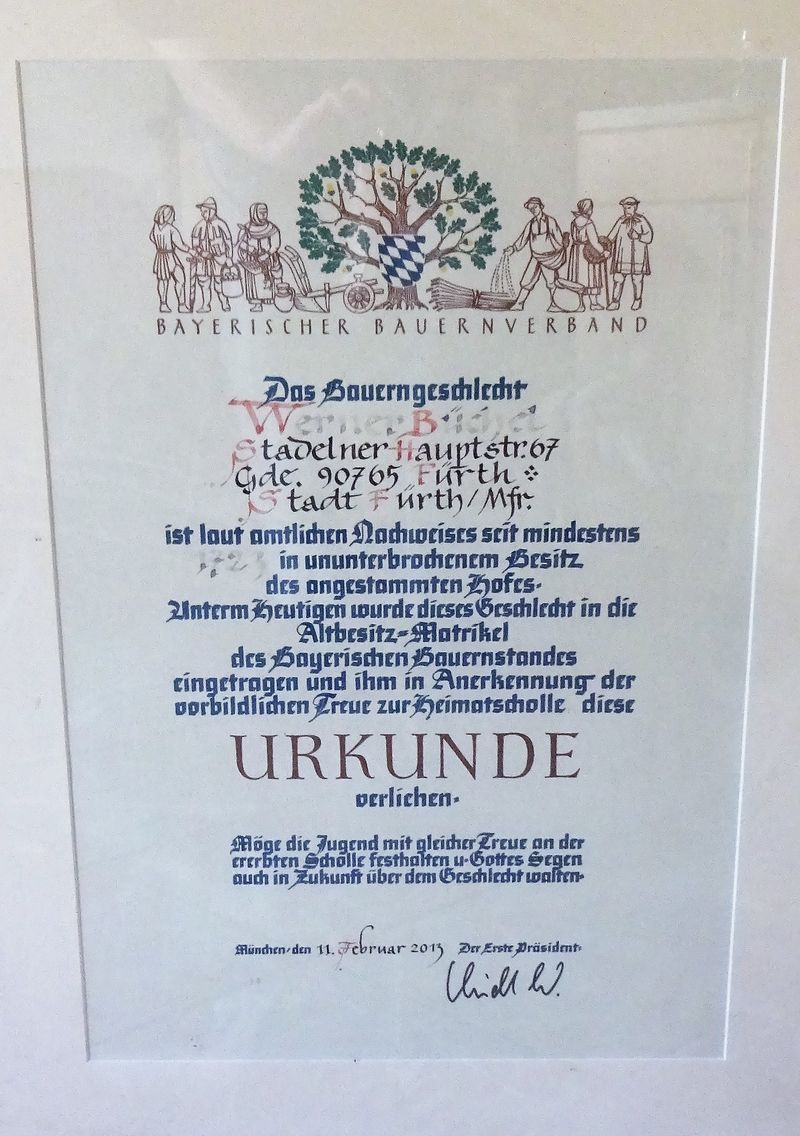 BAYERISCHER BAUERNVERBAND
Das Bauerngeschlecht
Werner Büchel
Stadelner Hauptstr. 67
Gde. 90765 Fürth
Stadt Fürth/Mfr.
ist laut amtlichen Nachweises seit mindestens
1723 in ununterbrochenem Besitz
des angestammten Hofes.
Unterm Heutigen wurde dieses Geschlecht in die
Altbesitz-Matrikel
des Bayerischen Bauernstandes
eingetragen und ihm in Anerkennung der
vorbildlichen Treue zur Heimatscholle diese
URKUNDE
verliehen.
Möge die Jugend mit gleicher Treue an der
ererbten Scholle festhalten u. Gottes Segen
auch in Zukunft über dem Geschlecht walten.
München, den 11. Februar 2013 Der Erste Präsident: